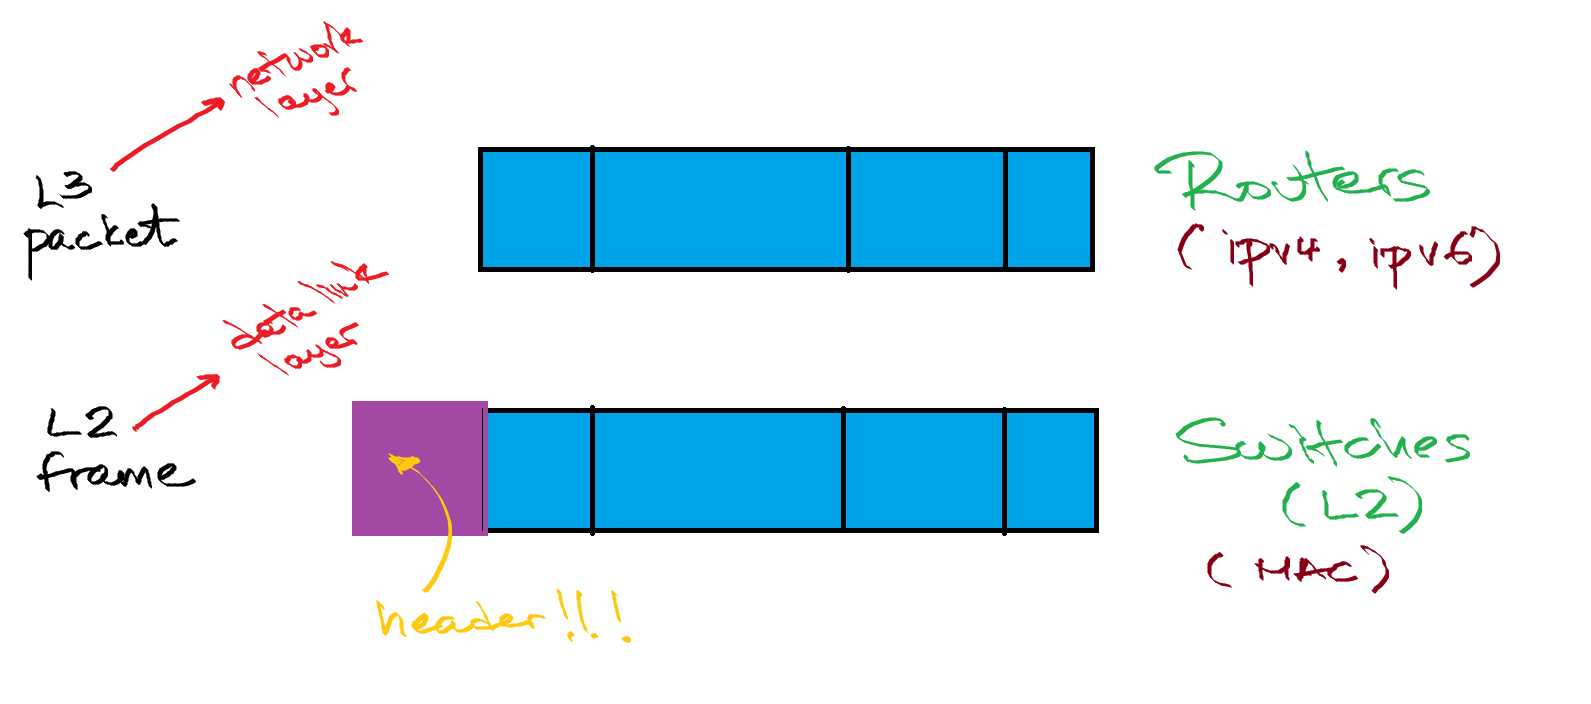 network
layer
L3
packet
Routers
(ipv4, ipv6)
data link
layer
L2
frame
Switches
(L2)
(MAC)
header!!!